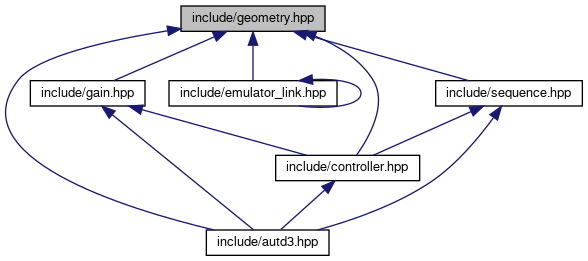 include/geometry.hpp
include/gain.hpp
include/emulator_link.hpp
include/sequence.hpp
include/controller.hpp
include/autd3.hpp